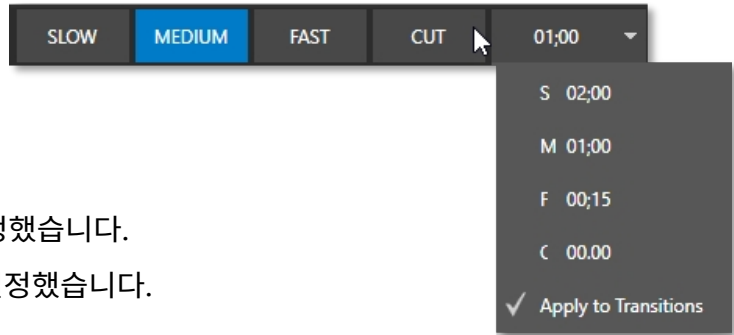 SLOW MEDIUM FAST CUT 01;00
S 02;00
M 01;00
F 00;15
C 00.00
Apply to Transitions
했습니다.
정했습니다.